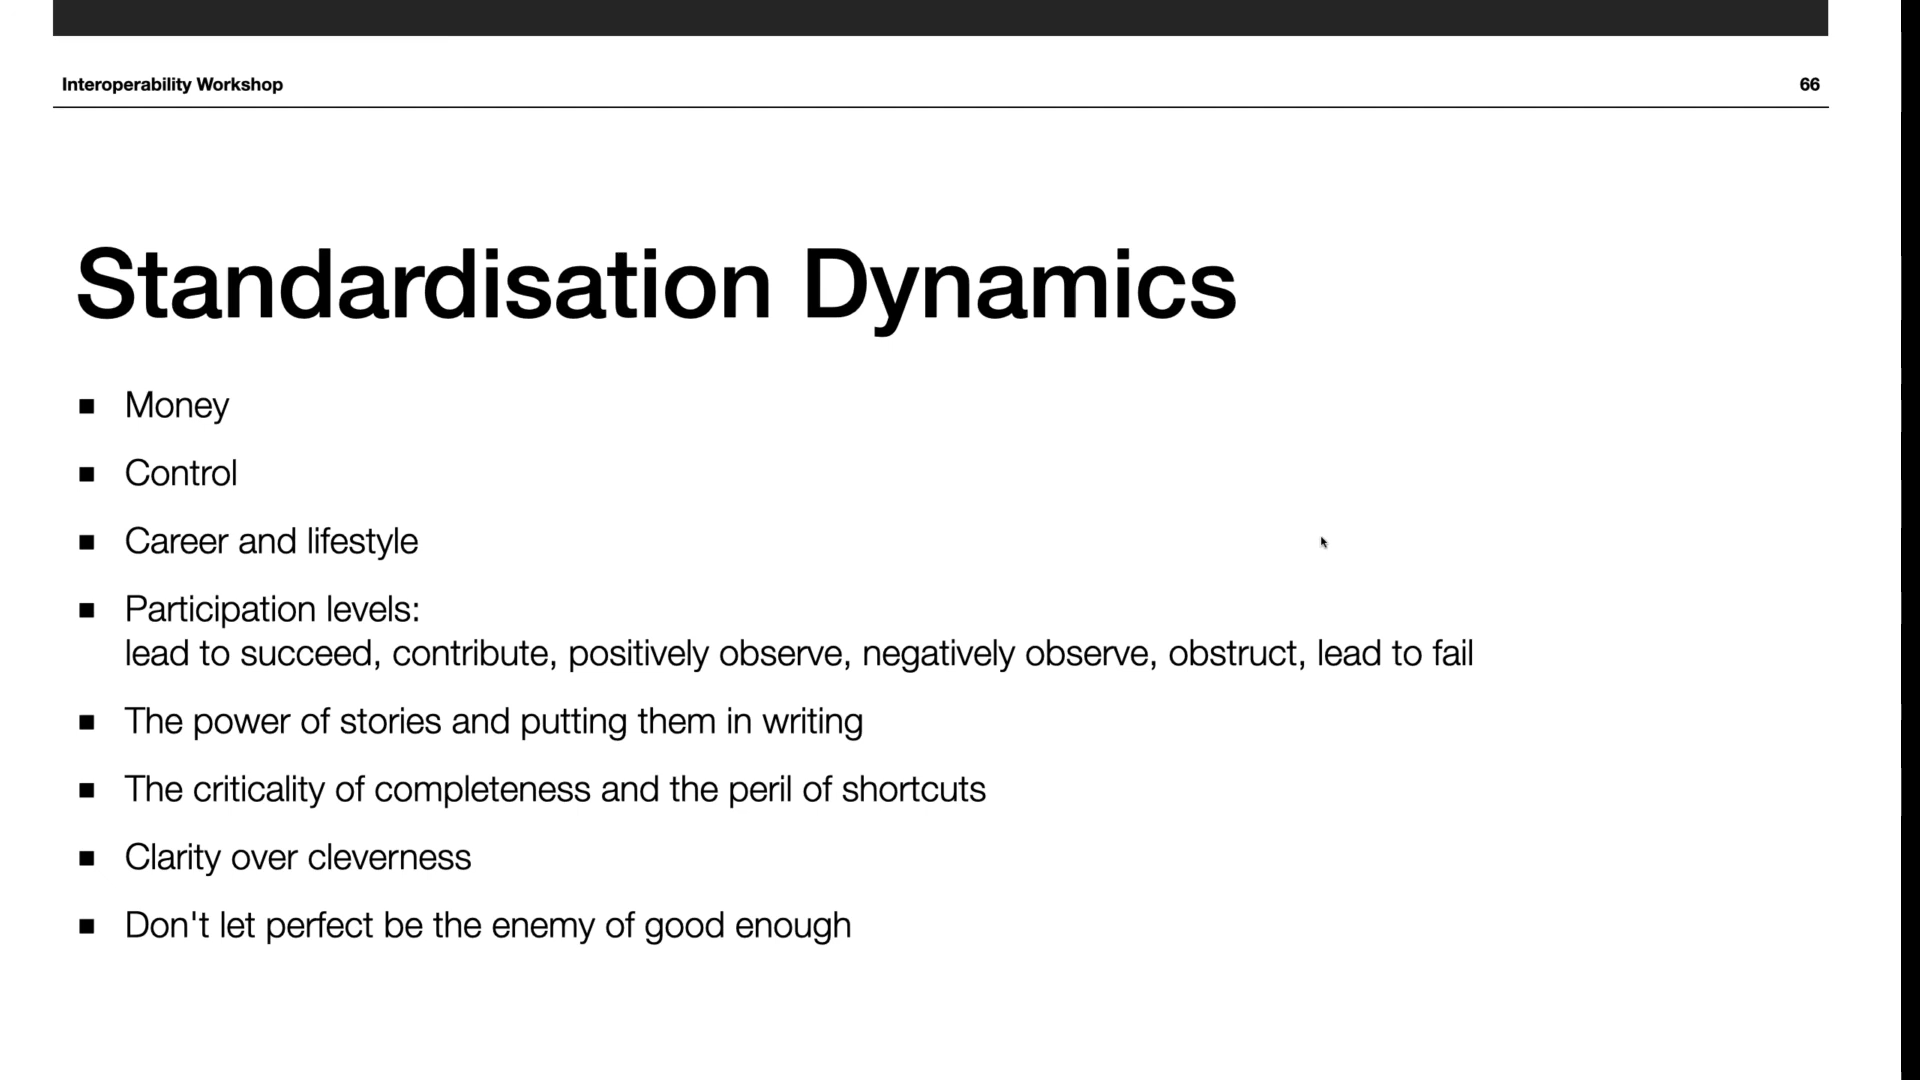 Interoperability Workshop
66
Standardisation Dynamics
■ Money
■ Control
■ Career and lifestyle
■ Participation levels:
lead to succeed, contribute, positively observe, negatively observe, obstruct, lead to fail
■ The power of stories and putting them in writing
■ The criticality of completeness and the peril of shortcuts
■ Clarity over cleverness
■ Don't let perfect be the enemy of good enough